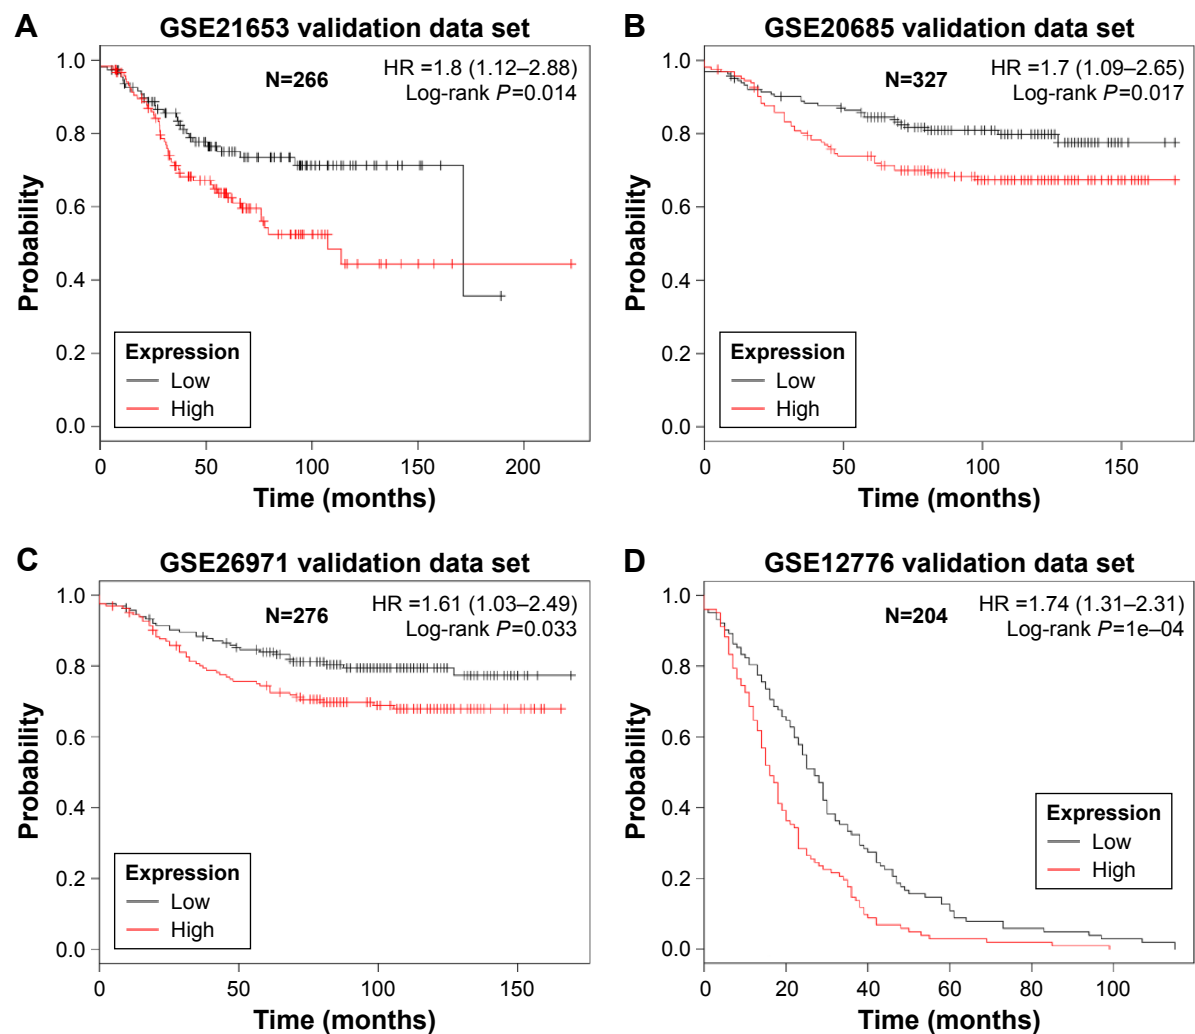 A
GSE21653 validation data set
N=266
HR =1.8 (1.12–2.88)
Log-rank P=0.014
Probability
1.0
0.8
0.6
0.4
0.2
0.0
Expression
Low
High
0 50 100 150 200
Time (months)
B
GSE20685 validation data set
N=327
HR =1.7 (1.09–2.65)
Log-rank P=0.017
Probability
1.0
0.8
0.6
0.4
0.2
0.0
Expression
Low
High
0 50 100 150
Time (months)
C
GSE26971 validation data set
N=276
HR =1.61 (1.03–2.49)
Log-rank P=0.033
Probability
1.0
0.8
0.6
0.4
0.2
0.0
Expression
Low
High
0 50 100 150
Time (months)
D
GSE12776 validation data set
N=204
HR =1.74 (1.31–2.31)
Log-rank P=1e–04
Probability
1.0
0.8
0.6
0.4
0.2
0.0
Expression
Low
High
0 20 40 60 80 100
Time (months)